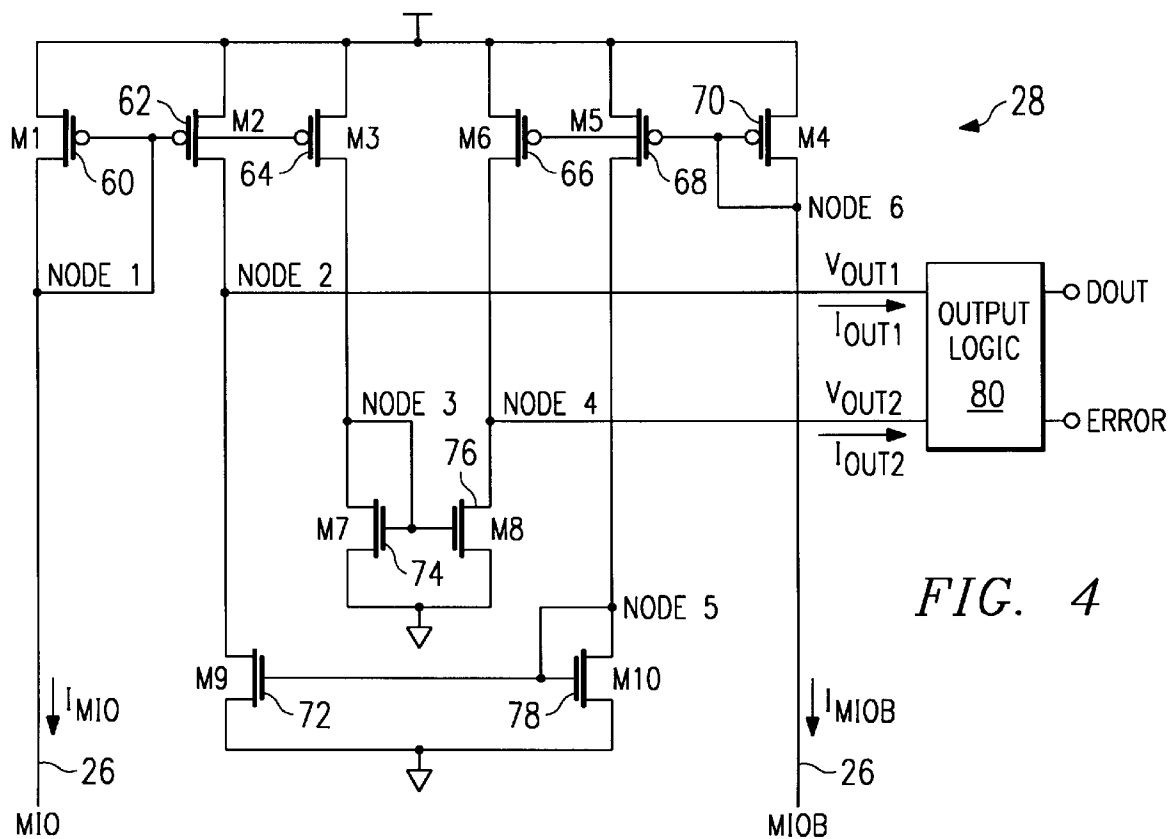 62
70
28
M1
M2
M3
M6
M5
M4
60
64
66
68
NODE 6
NODE 1
NODE 2
VOUT1
IOUT1
OUTPUT
LOGIC
80
DOUT
NODE 3
NODE 4
VOUT2
IOUT2
ERROR
76
M7
M8
74
NODE 5
FIG. 4
M9
M10
72
78
IMIO
IMIOB
26
26
MIO
MIOB